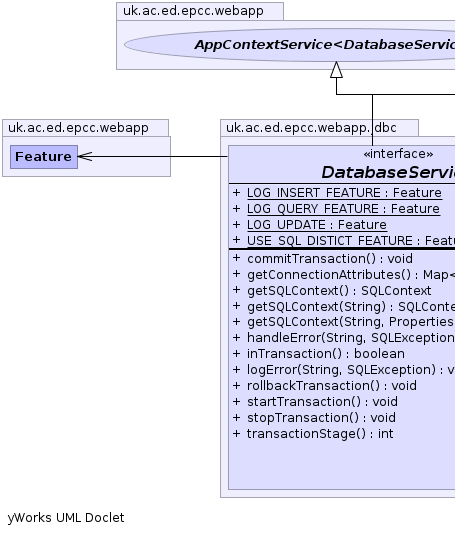 uk.ac.ed.epcc.webapp
AppContextService<DatabaseServic
uk.ac.ed.epcc.webapp
Feature
uk.ac.ed.epcc.webapp.jdbc
«interface»
DatabaseServic
+ LOG_INSERT_FEATURE : Feature
+ LOG_QUERY_FEATURE : Feature
+ LOG_UPDATE : Feature
+ USE_SQL_DISTICT_FEATURE : Featu
+ commitTransaction() : void
+ getConnectionAttributes() : Map<
+ getSQLContext() : SQLContext
+ getSQLContext(String) : SQLConte
+ getSQLContext(String, Properties
+ handleError(String, SQLException
+ inTransaction() : boolean
+ logError(String, SQLException) : v
+ rollbackTransaction() : void
+ startTransaction() : void
+ stopTransaction() : void
+ transactionStage() : int
yWorks UML Doclet